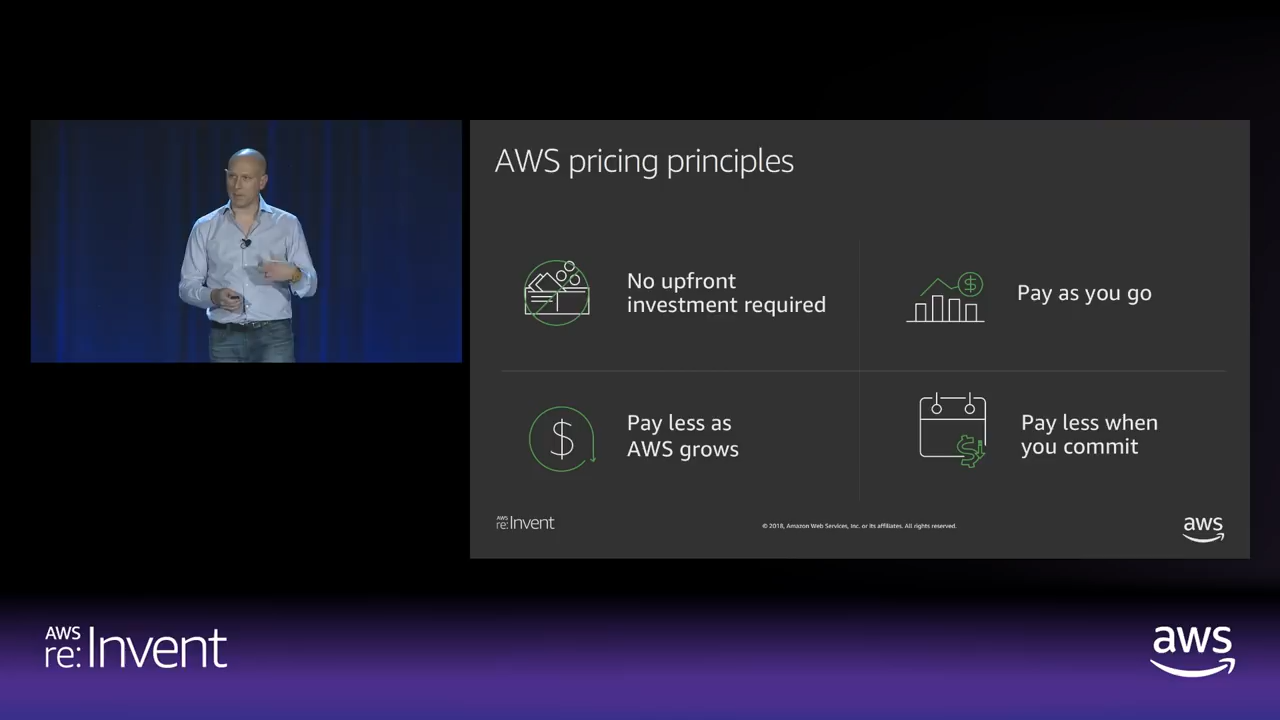 AWS pricing principles
No upfront
investment required
Pay as you go
Pay less as
AWS grows
Pay less when
you commit
AWS
re:Invent
© 2018, Amazon Web Services, Inc. or its affiliates. All rights reserved.
aws
AWS
re:Invent
aws